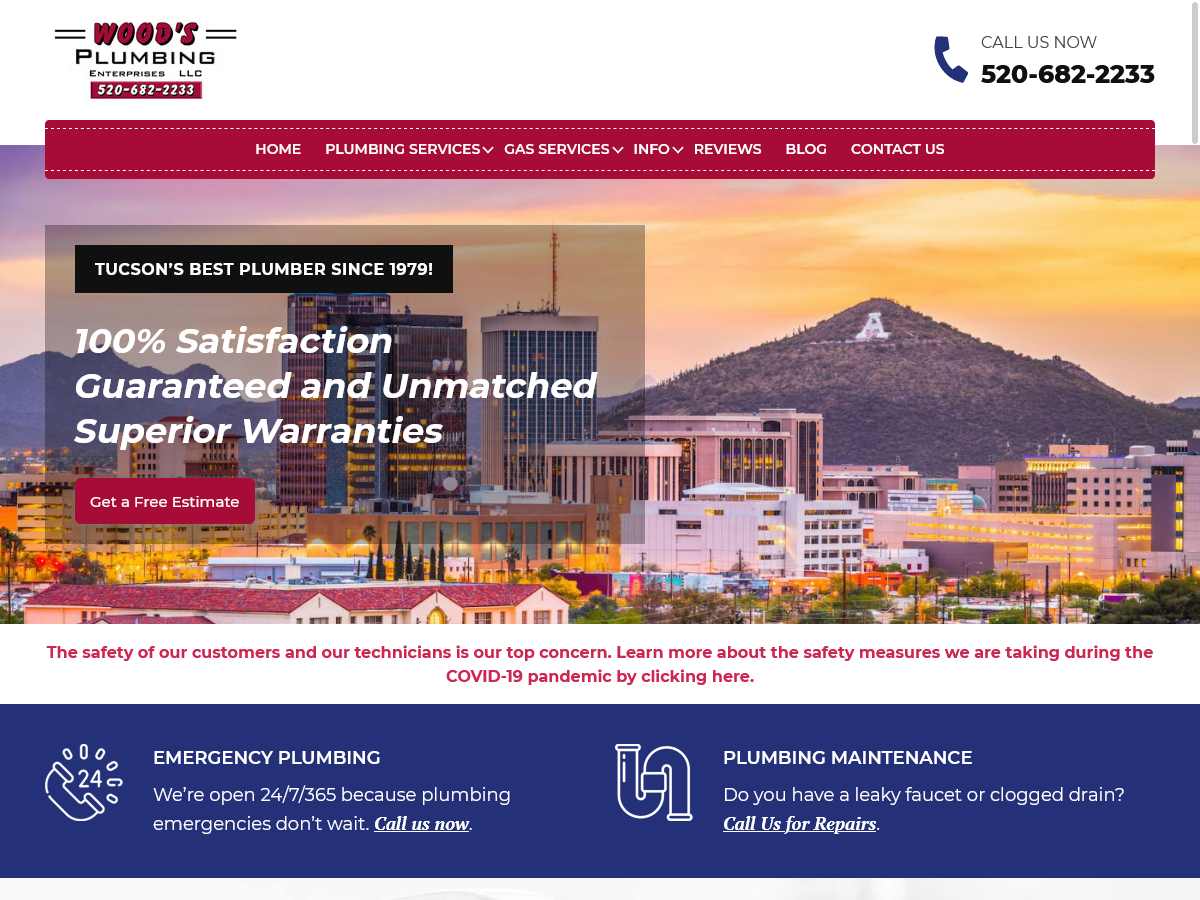 WOOD'S
PLUMBING
ENTERPRISES LLC
520-682-2233
CALL US NOW
520-682-2233
HOME PLUMBING SERVICES GAS SERVICES INFO REVIEWS BLOG CONTACT US
TUCSON'S BEST PLUMBER SINCE 1979!
100% Satisfaction
Guaranteed and Unmatched
Superior Warranties
Get a Free Estimate
A
The safety of our customers and our technicians is our top concern. Learn more about the safety measures we are taking during the
COVID-19 pandemic by clicking here.
24
EMERGENCY PLUMBING
We're open 24/7/365 because plumbing
emergencies don't wait. Call us now.
PLUMBING MAINTENANCE
Do you have a leaky faucet or clogged drain?
Call Us for Repairs.